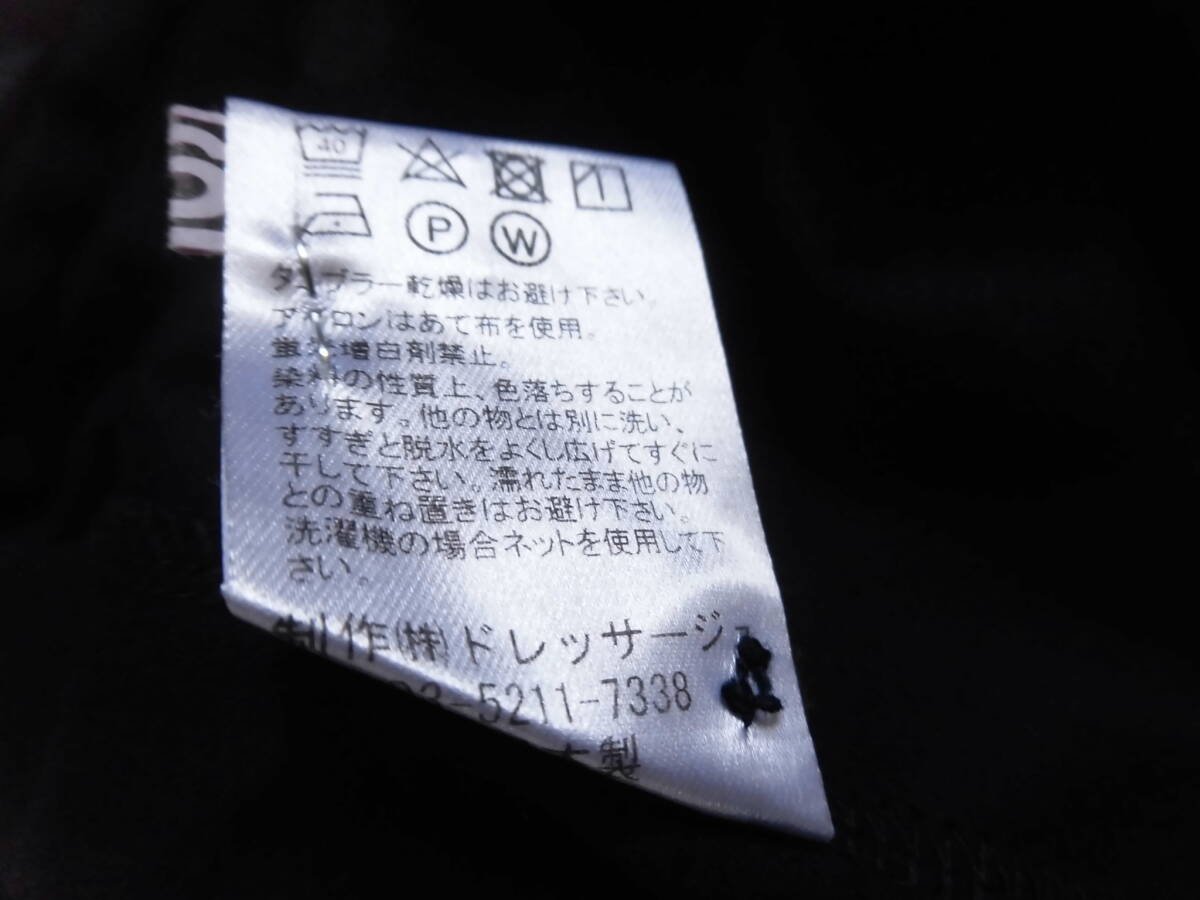 40
P W
タンブラー乾燥はお避け下さい。
アイロンはあて布を使用。
蛍光増白剤禁止。
染料の性質上、色落ちすることが
あります。他の物とは別に洗い、
すすぎと脱水をよくし広げてすぐに
干して下さい。濡れたまま他の物
との重ね置きはお避け下さい。
洗濯機の場合ネットを使用して下
さい。
制作(株)ドレッサージュ
03-5211-7338
本製